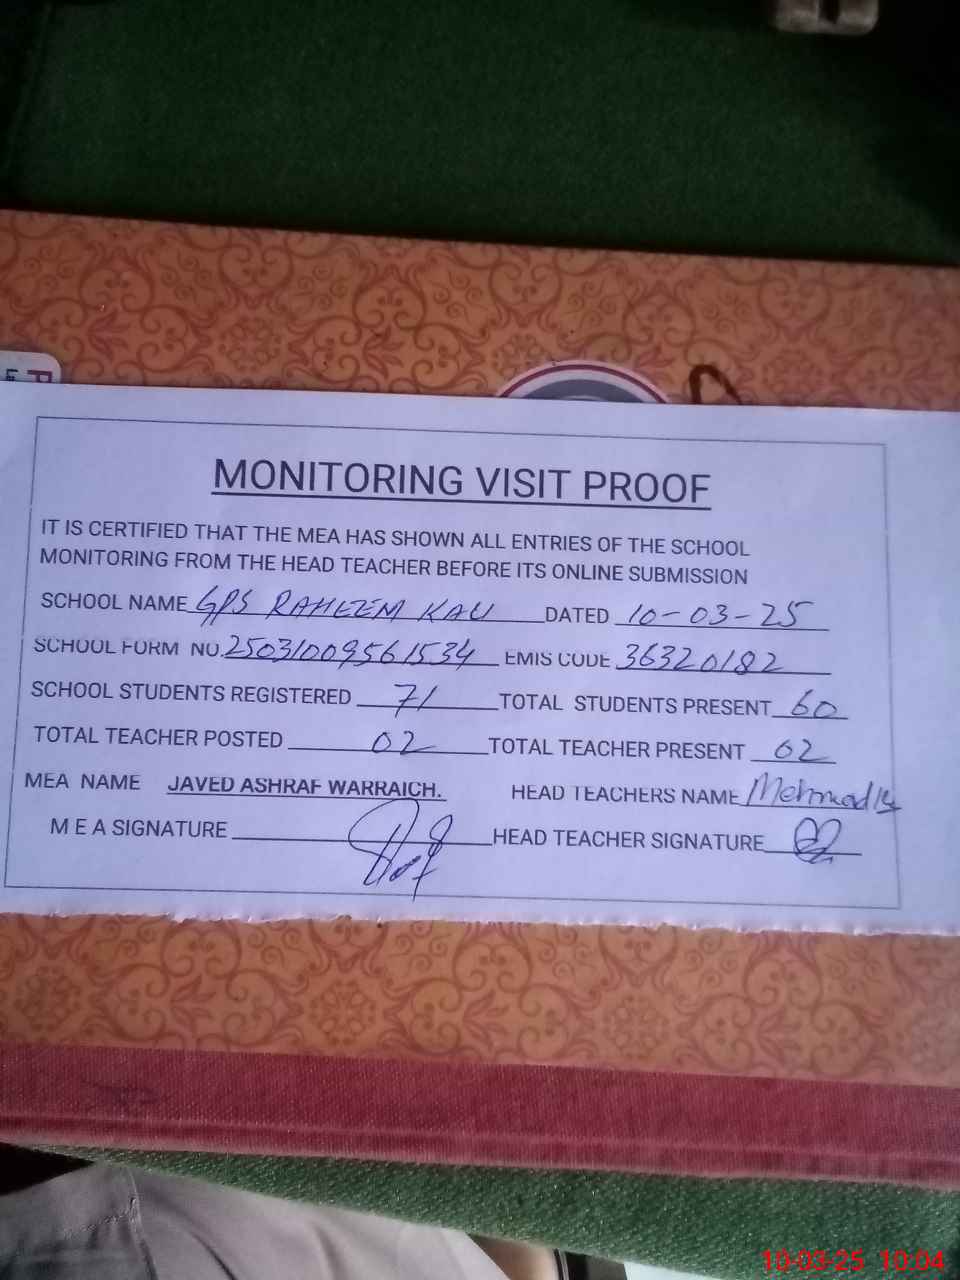 MONITORING VISIT PROOF
IT IS CERTIFIED THAT THE MEA HAS SHOWN ALL ENTRIES OF THE SCHOOL
MONITORING FROM THE HEAD TEACHER BEFORE ITS ONLINE SUBMISSION
SCHOOL NAME GPS RAHEEM KAU DATED 10-03-25
SCHOOL FORM NO. 25031009561534 EMIS CODE 36320182
SCHOOL STUDENTS REGISTERED 71 TOTAL STUDENTS PRESENT 60
TOTAL TEACHER POSTED 02 TOTAL TEACHER PRESENT 02
MEA NAME JAVED ASHRAF WARRAICH. HEAD TEACHERS NAME
M E A SIGNATURE HEAD TEACHER SIGNATURE
10-03-25 10:04